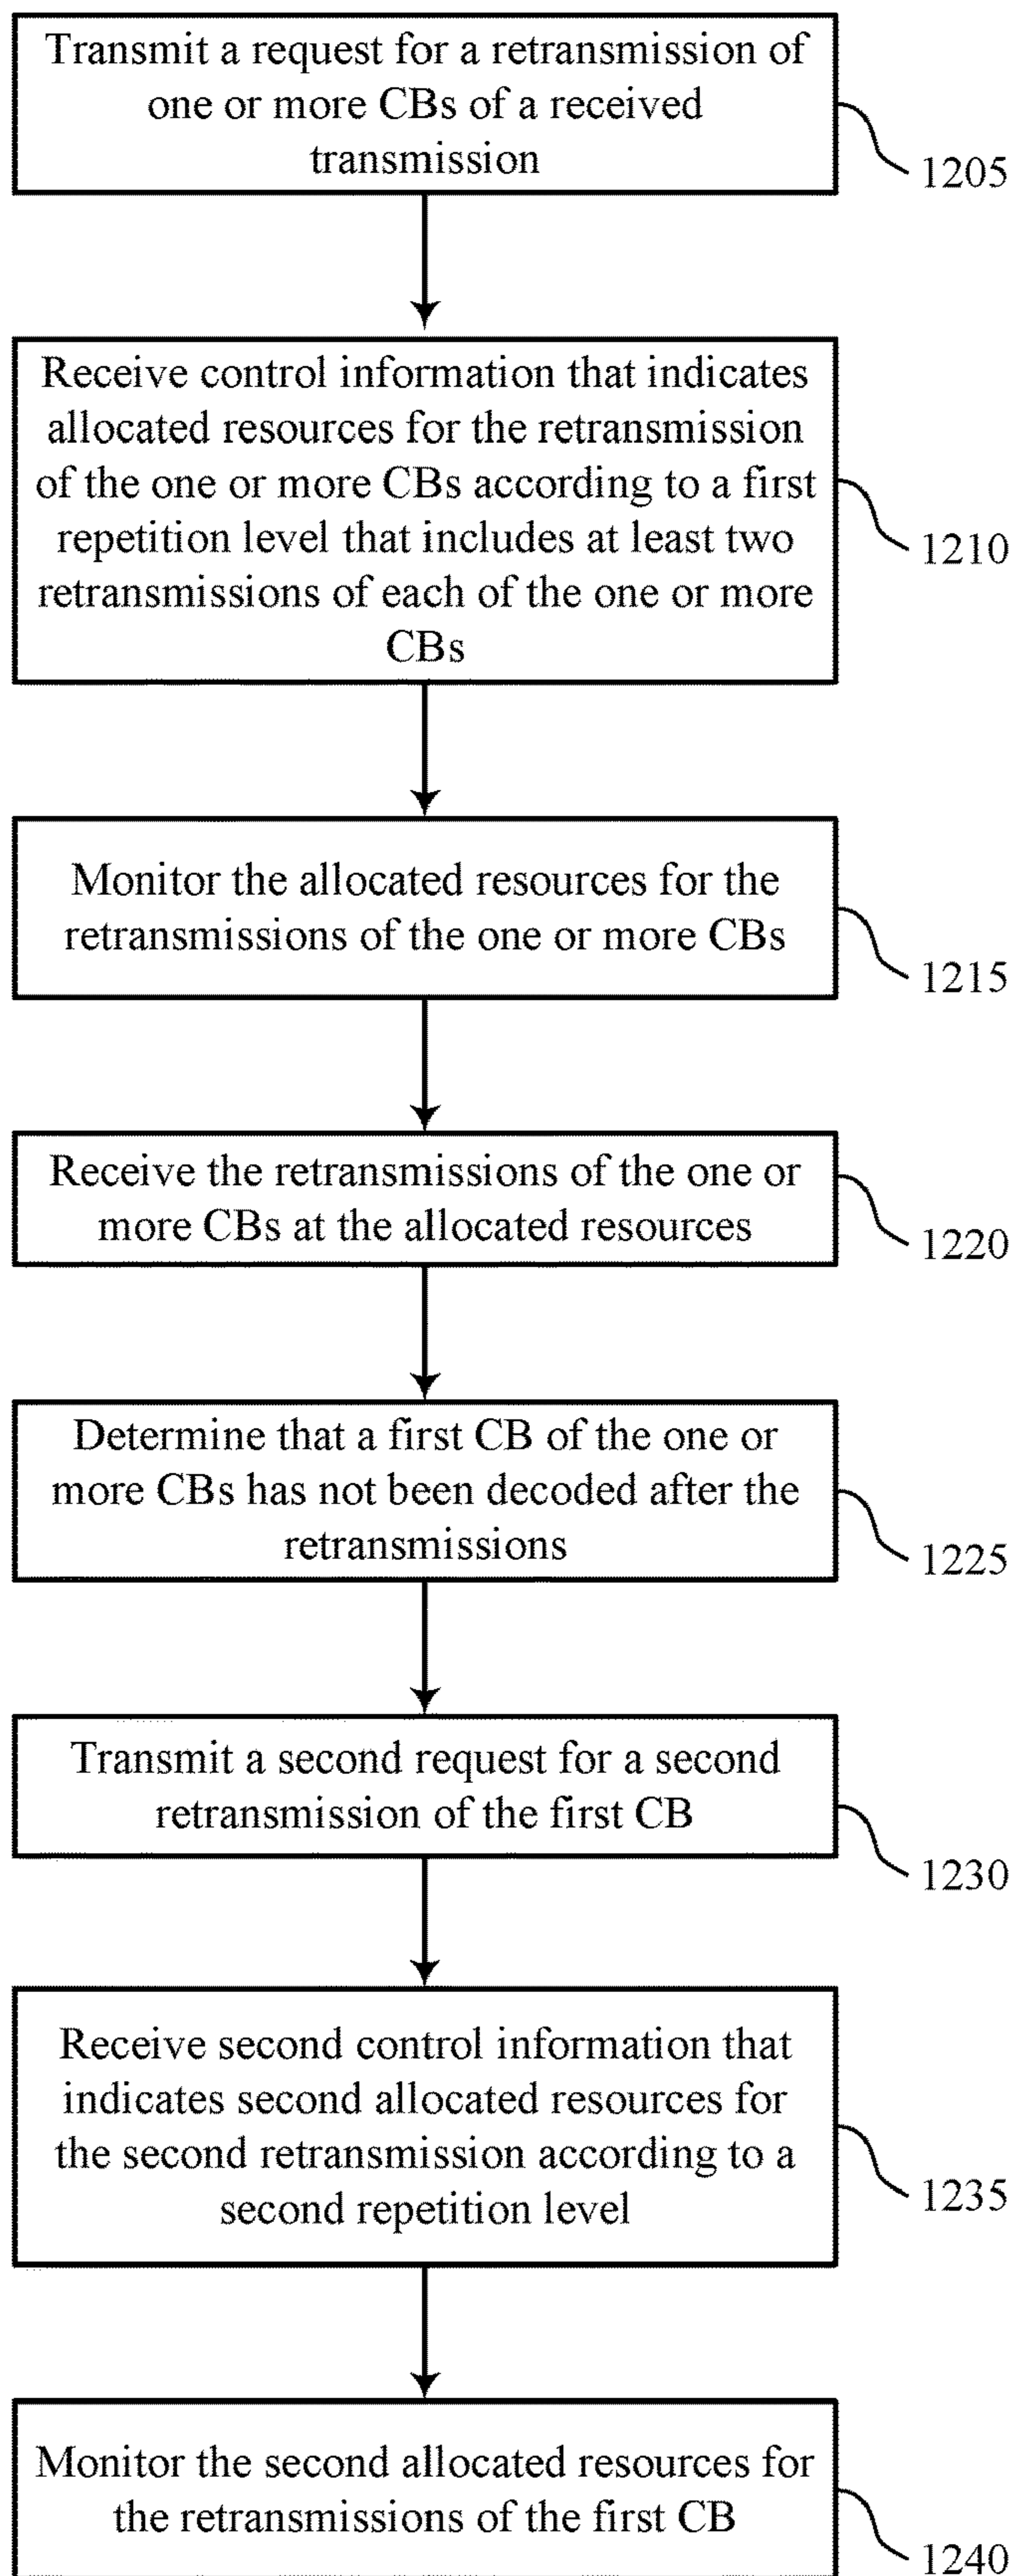 Transmit a request for a retransmission of
one or more CBs of a received
transmission
1205
Receive control information that indicates
allocated resources for the retransmission
of the one or more CBs according to a first
repetition level that includes at least two
retransmissions of each of the one or more
CBs
1210
Monitor the allocated resources for the
retransmissions of the one or more CBs
1215
Receive the retransmissions of the one or
more CBs at the allocated resources
1220
Determine that a first CB of the one or
more CBs has not been decoded after the
retransmissions
1225
Transmit a second request for a second
retransmission of the first CB
1230
Receive second control information that
indicates second allocated resources for
the second retransmission according to a
second repetition level
1235
Monitor the second allocated resources for
the retransmissions of the first CB
1240